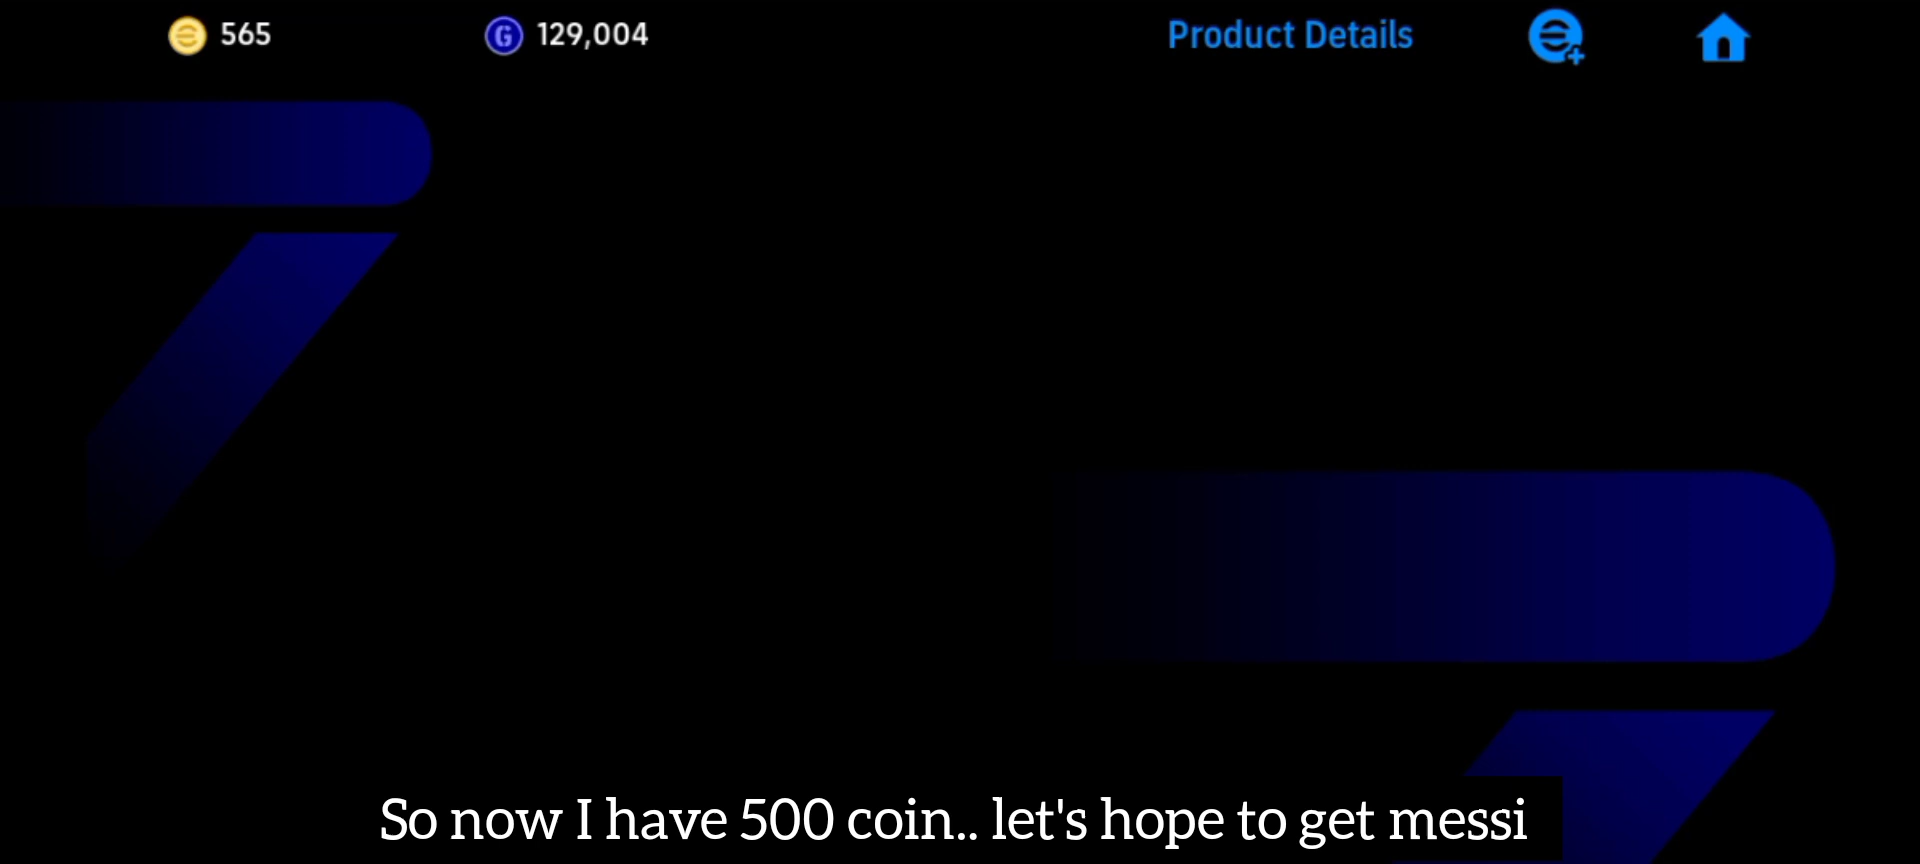 565 129,004 Product Details
So now I have 500 coin.. let's hope to get messi